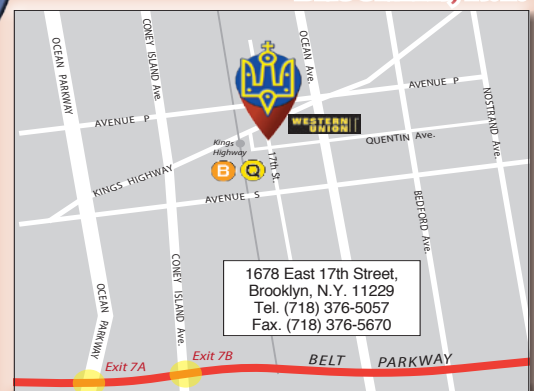 OCEAN PARKWAY
CONEY ISLAND Ave.
OCEAN Ave.
AVENUE P
NOSTRAND Ave.
AVENUE P
WESTERN
UNION
QUENTIN Ave.
Kings
Highway
17th St.
B Q
KINGS HIGHWAY
AVENUE S
BEDFORD Ave.
1678 East 17th Street,
Brooklyn, N.Y. 11229
Tel. (718) 376-5057
Fax. (718) 376-5670
OCEAN PARKWAY
CONEY ISLAND Ave.
Exit 7A
Exit 7B
BELT PARKWAY